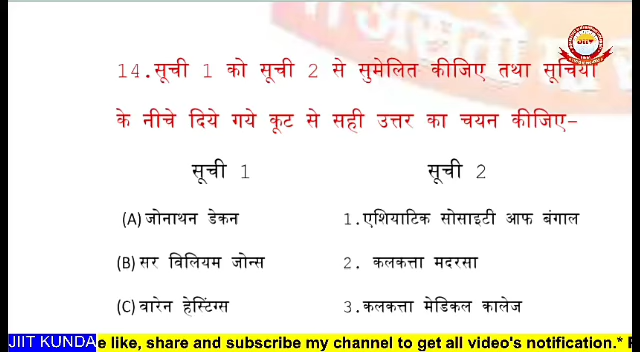 14.सूची 1 को सूची 2 से सुमेलित कीजिए तथा सूचियों
के नीचे दिये गये कूट से सही उत्तर का चयन कीजिए-
सूची 1 सूची 2
(A) जोनाथन डेकन 1.एशियाटिक सोसाइटी आफ बंगाल
(B) सर विलियम जोन्स 2. कलकत्ता मदरसा
(C) वारेन हेस्टिंग्स 3.कलकत्ता मेडिकल कालेज
JIIT KUNDA e like, share and subscribe my channel to get all video's notification.*